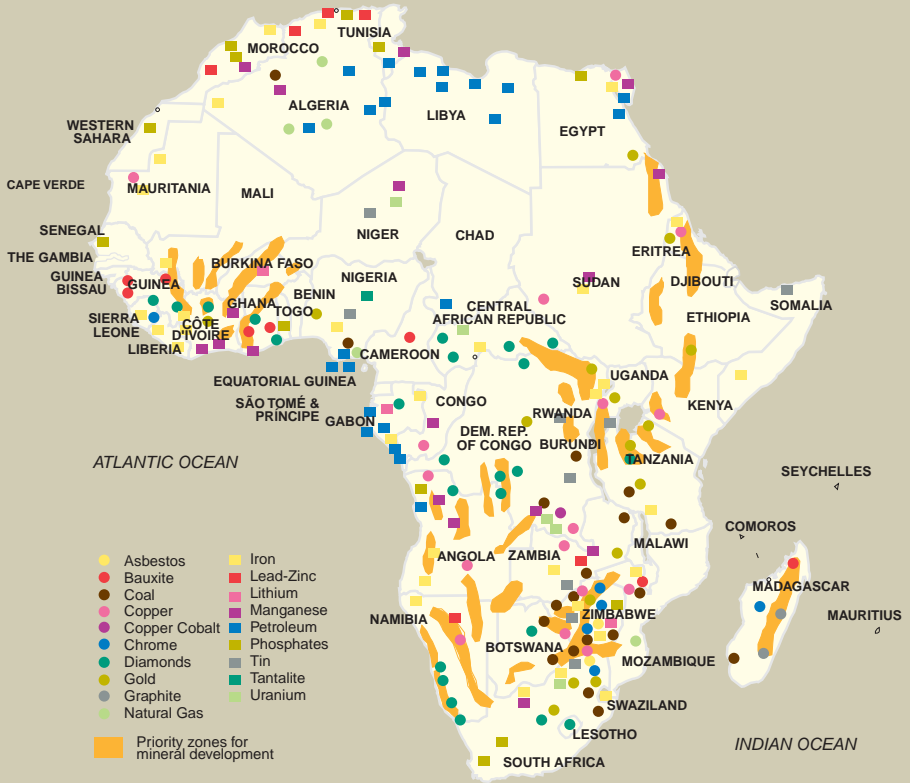 TUNISIA
MOROCCO
ALGERIA
LIBYA
EGYPT
WESTERN
SAHARA
CAPE VERDE
MAURITANIA
MALI
NIGER
CHAD
SUDAN
ERITREA
DJIBOUTI
SOMALIA
ETHIOPIA
SENEGAL
THE GAMBIA
GUINEA
BISSAU
GUINEA
BURKINA FASO
NIGERIA
BENIN
GHANA
TOGO
SIERRA
LEONE
CÔTE
D'IVOIRE
LIBERIA
CENTRAL
AFRICAN REPUBLIC
CAMEROON
EQUATORIAL GUINEA
SÃO TOMÉ &
PRÍNCIPE
GABON
CONGO
DEM. REP.
OF CONGO
UGANDA
KENYA
RWANDA
BURUNDI
TANZANIA
ATLANTIC OCEAN
SEYCHELLES
COMOROS
MALAWI
ANGOLA
ZAMBIA
MADAGASCAR
MAURITIUS
NAMIBIA
ZIMBABWE
BOTSWANA
MOZAMBIQUE
SWAZILAND
LESOTHO
SOUTH AFRICA
INDIAN OCEAN
Asbestos
Bauxite
Coal
Copper
Copper Cobalt
Chrome
Diamonds
Gold
Graphite
Natural Gas
Iron
Lead-Zinc
Lithium
Manganese
Petroleum
Phosphates
Tin
Tantalite
Uranium
Priority zones for
mineral development